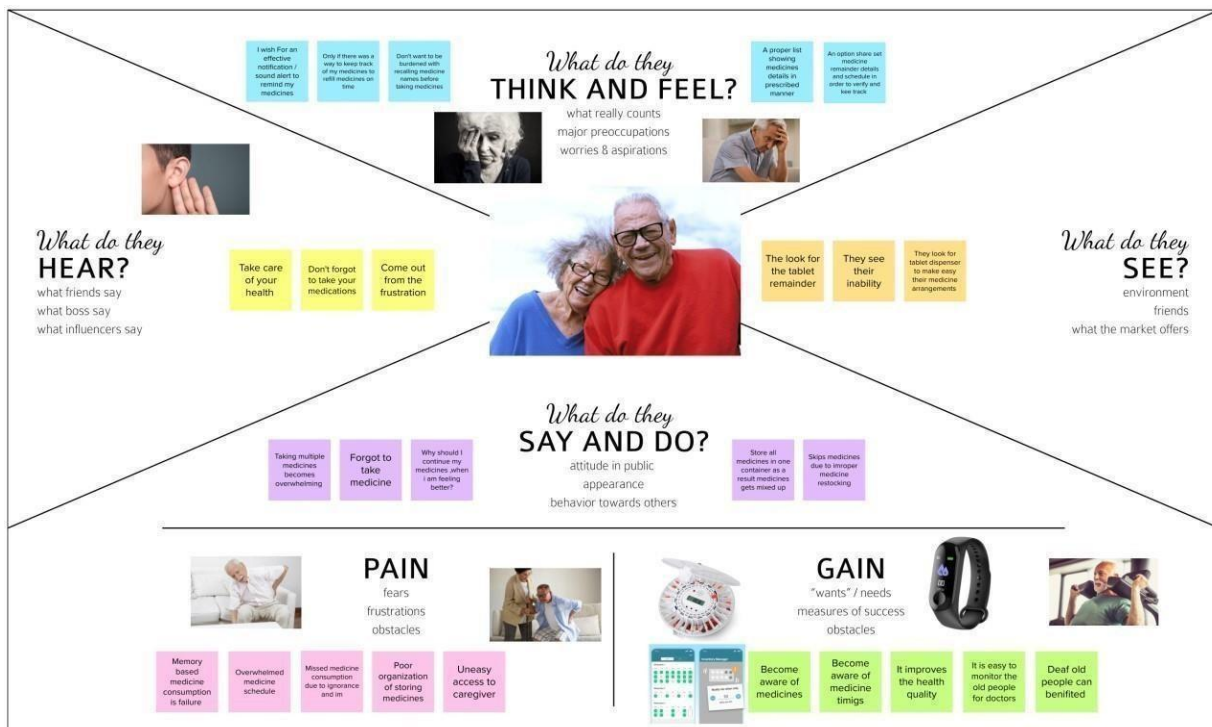 I wish For an
effective
notification /
sound alert to
remind my
medicines
Only if there was a
way to keep track
of my medicines to
refill medicines on
time
Don't want to be
burdened with
recalling medicine
names before
taking medicines
What do they
THINK AND FEEL?
what really counts
major preoccupations
worries & aspirations
A proper list
showing
medicines
details in
prescribed
manner
An option share set
medicine
remainder details
and schedule in
order to verify and
kee track
What do they
HEAR?
what friends say
what boss say
what influencers say
Take care
of your
health
Don't forgot
to take your
medications
Come out
from the
frustration
The look for
the tablet
remainder
They see
their
inability
They look for
tablet dispenser
to make easy
their medicine
arrangements
What do they
SEE?
environment
friends
what the market offers
What do they
SAY AND DO?
attitude in public
appearance
behavior towards others
Taking multiple
medicines
becomes
overwhelming
Forgot to
take
medicine
Why should I
continue my
medicines ,when
i am feeling
better?
Store all
medicines in one
container as a
result medicines
gets mixed up
Skips medicines
due to imroper
medicine
restocking
PAIN
fears
frustrations
obstacles
Memory
based
medicine
consumption
is failure
Overwhelmed
medicine
schedule
Missed medicine
consumption
due to ignorance
and im
Poor
organization
of storing
medicines
Uneasy
access to
caregiver
GAIN
"wants" / needs
measures of success
obstacles
Become
aware of
medicines
Become
aware of
medicine
timigs
It improves
the health
quality
It is easy to
monitor the
old people
for doctors
Deaf old
people can
benifited